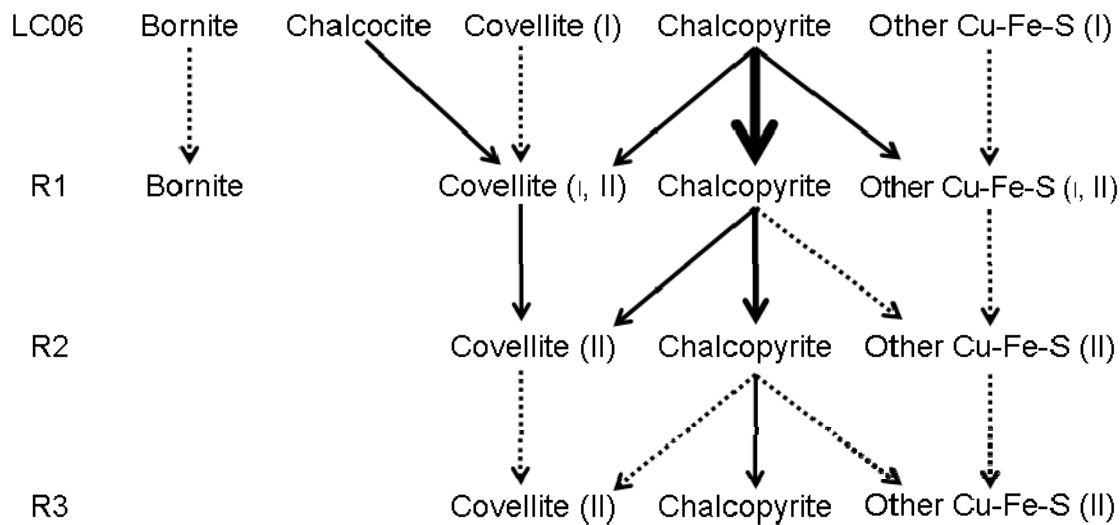 LC06 Bornite Chalcocite Covellite (I) Chalcopyrite Other Cu-Fe-S (I)
R1 Bornite Covellite (I, II) Chalcopyrite Other Cu-Fe-S (I, II)
R2 Covellite (II) Chalcopyrite Other Cu-Fe-S (II)
R3 Covellite (II) Chalcopyrite Other Cu-Fe-S (II)